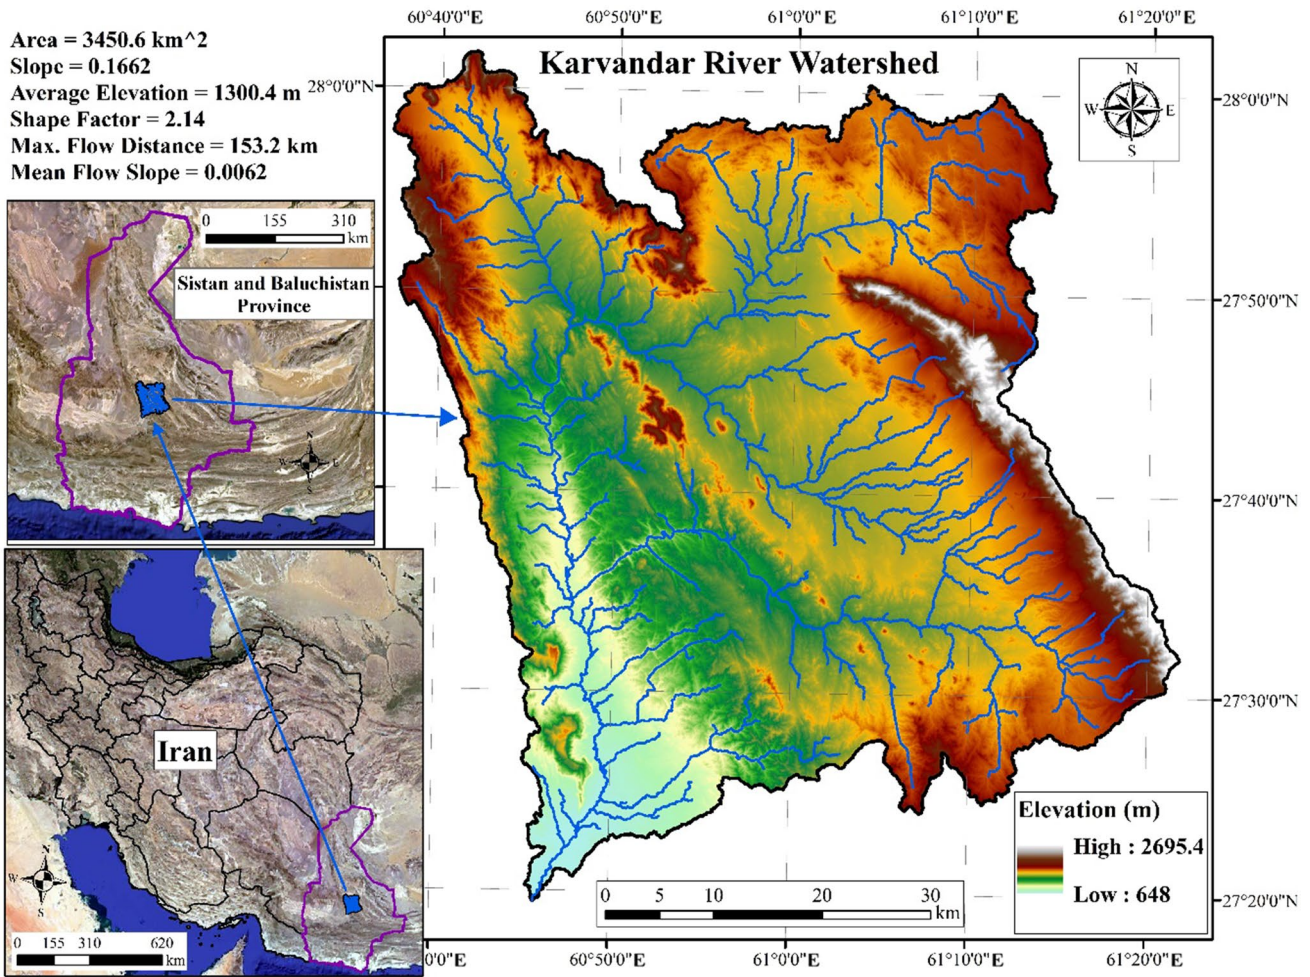 60°40'0"E 60°50'0"E 61°0'0"E 61°10'0"E 61°20'0"E
Area = 3450.6 km^2
Slope = 0.1662
Average Elevation = 1300.4 m
Shape Factor = 2.14
Max. Flow Distance = 153.2 km
Mean Flow Slope = 0.0062
Karvandar River Watershed
28°0'0"N
28°0'0"N
N
W E
S
0 155 310
km
Sistan and Baluchistan
Province
N
W E
S
27°50'0"N
27°40'0"N
27°30'0"N
27°20'0"N
Iran
N
W
S
0 155 310 620
km
Elevation (m)
High : 2695.4
Low : 648
0 5 10 20 30
km
0'0"E 60°50'0"E 61°0'0"E 61°10'0"E 61°20'0"E